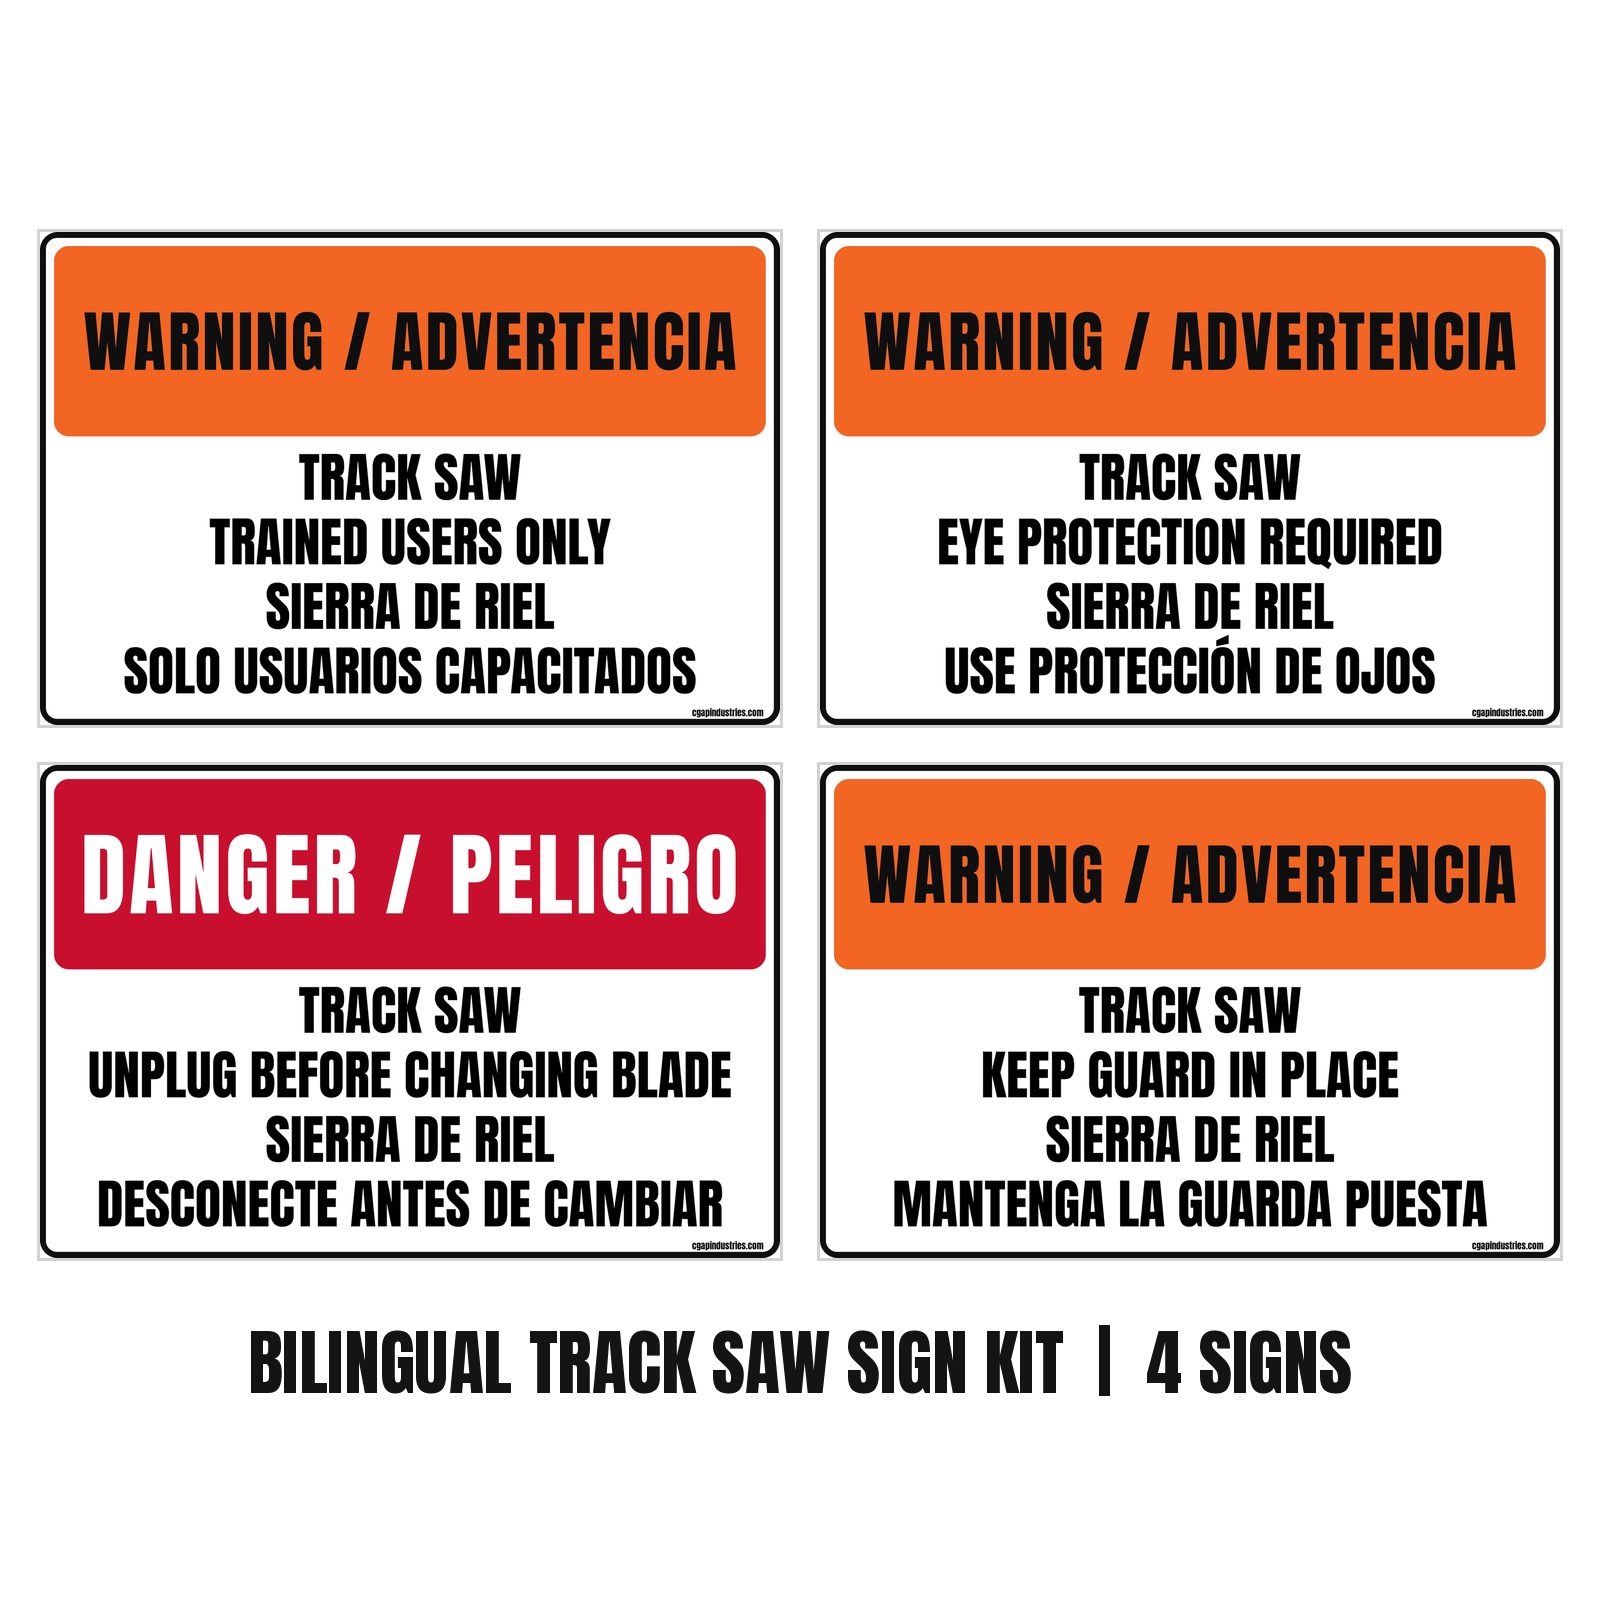 WARNING / ADVERTENCIA
TRACK SAW
TRAINED USERS ONLY
SIERRA DE RIEL
SOLO USUARIOS CAPACITADOS
cgapindustries.com
WARNING / ADVERTENCIA
TRACK SAW
EYE PROTECTION REQUIRED
SIERRA DE RIEL
USE PROTECCIÓN DE OJOS
cgapindustries.com
DANGER / PELIGRO
TRACK SAW
UNPLUG BEFORE CHANGING BLADE
SIERRA DE RIEL
DESCONECTE ANTES DE CAMBIAR
cgapindustries.com
WARNING / ADVERTENCIA
TRACK SAW
KEEP GUARD IN PLACE
SIERRA DE RIEL
MANTENGA LA GUARDA PUESTA
cgapindustries.com
BILINGUAL TRACK SAW SIGN KIT | 4 SIGNS